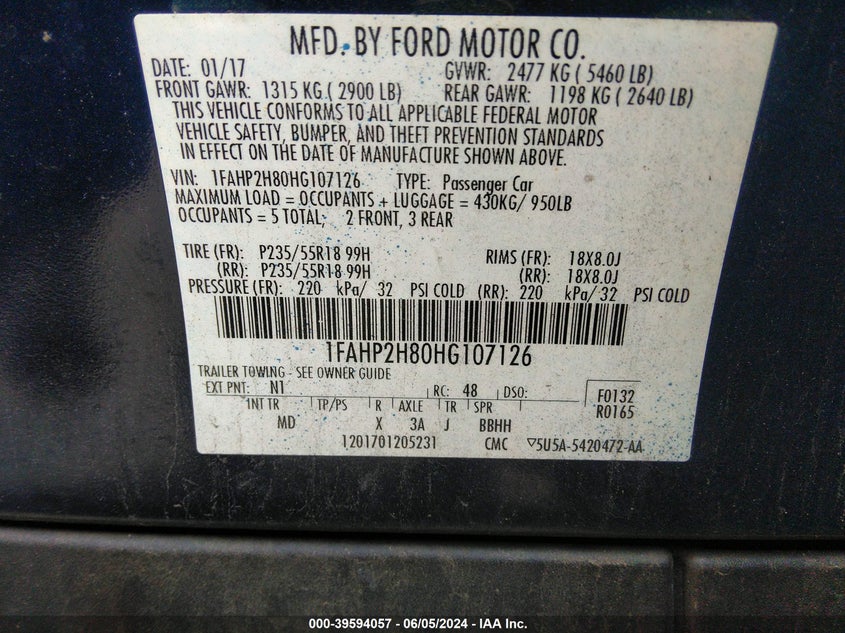 MFD. BY FORD MOTOR CO.
DATE: 01/17 GVWR: 2477 KG ( 5460 LB)
FRONT GAWR: 1315 KG ( 2900 LB) REAR GAWR: 1198 KG ( 2640 LB)
THIS VEHICLE CONFORMS TO ALL APPLICABLE FEDERAL MOTOR
VEHICLE SAFETY, BUMPER, AND THEFT PREVENTION STANDARDS
IN EFFECT ON THE DATE OF MANUFACTURE SHOWN ABOVE.
VIN: 1FAHP2H80HG107126 TYPE: Passenger Car
MAXIMUM LOAD = OCCUPANTS + LUGGAGE = 430KG/ 950LB
OCCUPANTS = 5 TOTAL; 2 FRONT, 3 REAR
TIRE (FR): P235/55R18 99H RIMS (FR): 18X8.0J
(RR): P235/55R18 99H (RR): 18X8.0J
PRESSURE (FR): 220 kPa/ 32 PSI COLD (RR): 220 kPa/ 32 PSI COLD
1FAHP2H80HG107126
TRAILER TOWING - SEE OWNER GUIDE
EXT PNT: N1 RC: 48 DSO: F0132
R0165
INT TR TP/PS R AXLE TR SPR
MD X 3A J BBHH
1201701205231 CMC ▽5U5A-5420472-AA
000-39594057 - 06/05/2024 - IAA Inc.